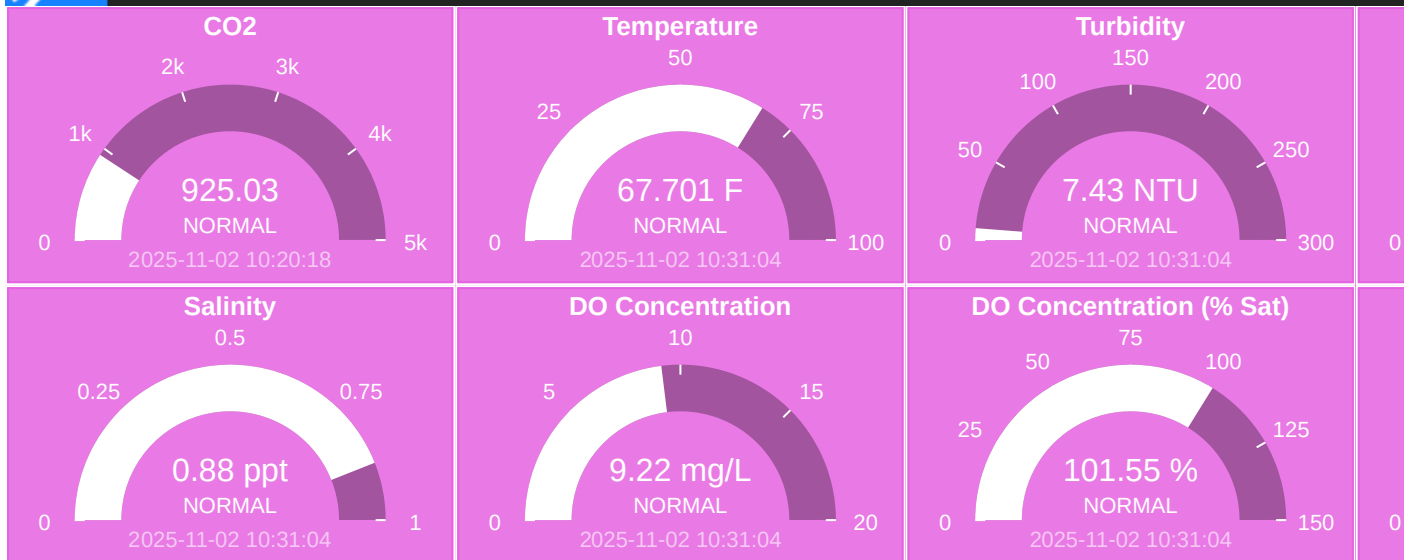 CO2
2k
3k
1k
4k
925.03
NORMAL
0
5k
2025-11-02 10:20:18
Temperature
50
25
75
67.701 F
NORMAL
0
100
2025-11-02 10:31:04
Turbidity
150
100
200
50
250
7.43 NTU
NORMAL
0
300
2025-11-02 10:31:04
0
Salinity
0.5
0.25
0.75
0.88 ppt
NORMAL
0
1
2025-11-02 10:31:04
DO Concentration
10
5
15
9.22 mg/L
NORMAL
0
20
2025-11-02 10:31:04
DO Concentration (% Sat)
75
50
100
25
125
101.55 %
NORMAL
0
150
2025-11-02 10:31:04
0